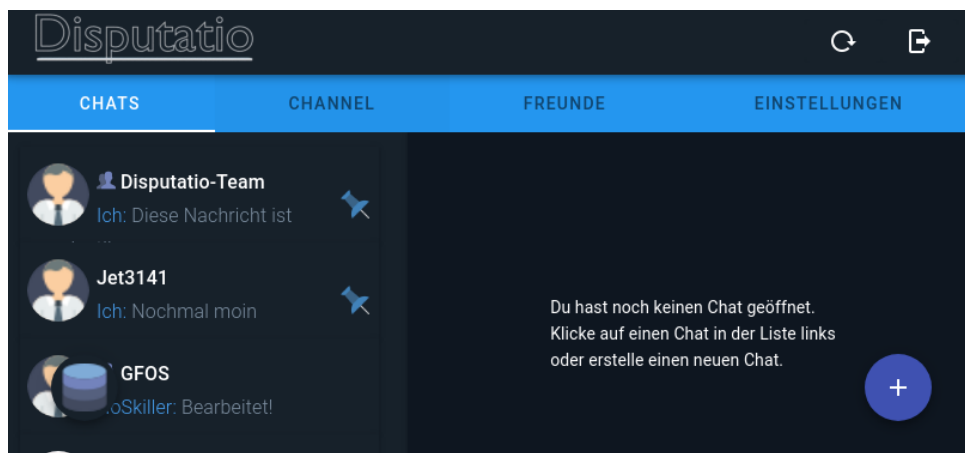 Disputatio
CHATS CHANNEL FREUNDE EINSTELLUNGEN
Disputatio-Team
Ich: Diese Nachricht ist
Jet3141
Ich: Nochmal moin
GFOS
oSkiller: Bearbeitet!
Du hast noch keinen Chat geöffnet.
Klicke auf einen Chat in der Liste links
oder erstelle einen neuen Chat.
+